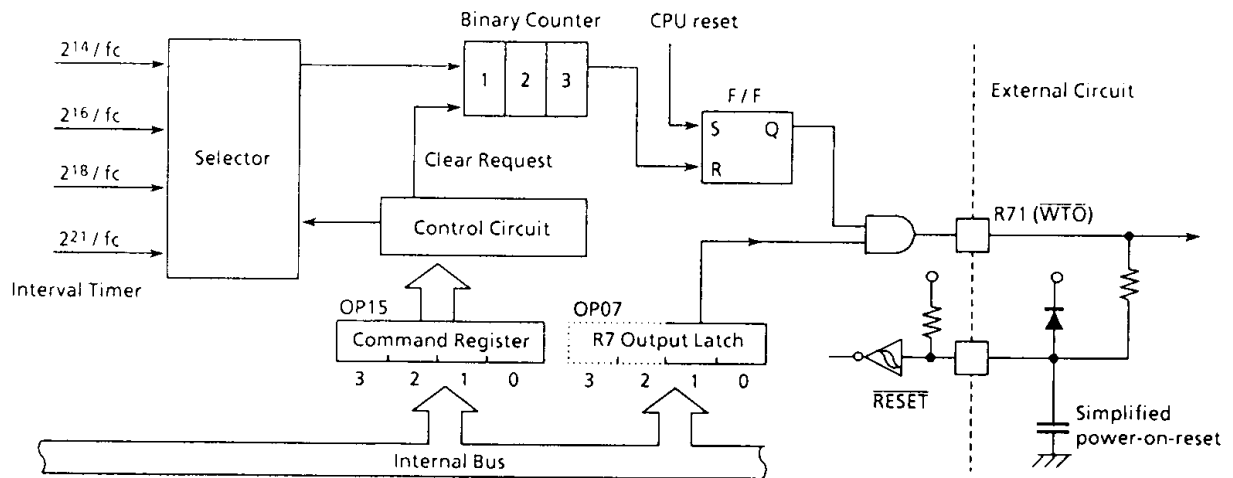 Binary Counter
CPU reset
2¹⁴ / fc
2¹⁶ / fc
2¹⁸ / fc
2²¹ / fc
Interval Timer
Selector
1 2 3
Clear Request
Control Circuit
F / F
S Q
R
External Circuit
R71 (W̅T̅O̅)
OP15
Command Register
3 2 1 0
OP07
R7 Output Latch
3 2 1 0
R̅E̅S̅E̅T̅
Simplified
power-on-reset
Internal Bus